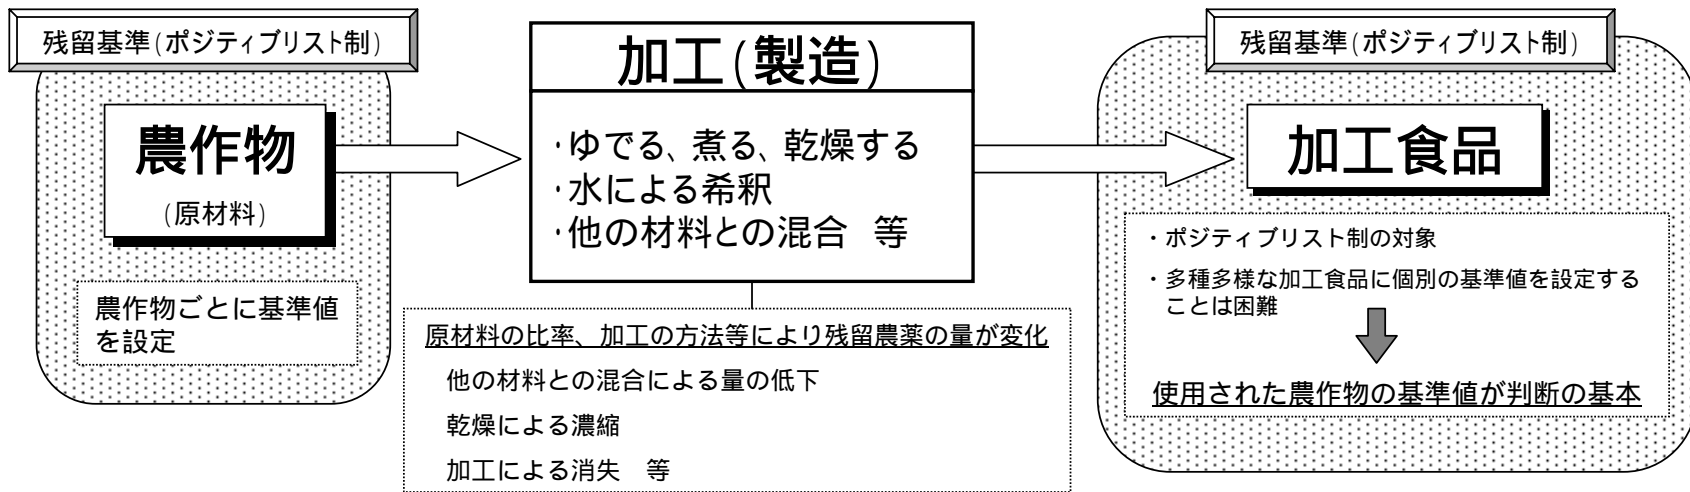 残留基準(ポジティブリスト制)
農作物
(原材料)
農作物ごとに基準値
を設定
加工(製造)
・ゆでる、煮る、乾燥する
・水による希釈
・他の材料との混合　等
原材料の比率、加工の方法等により残留農薬の量が変化
他の材料との混合による量の低下
乾燥による濃縮
加工による消失　等
残留基準(ポジティブリスト制)
加工食品
・ポジティブリスト制の対象
・多種多様な加工食品に個別の基準値を設定する
ことは困難
使用された農作物の基準値が判断の基本